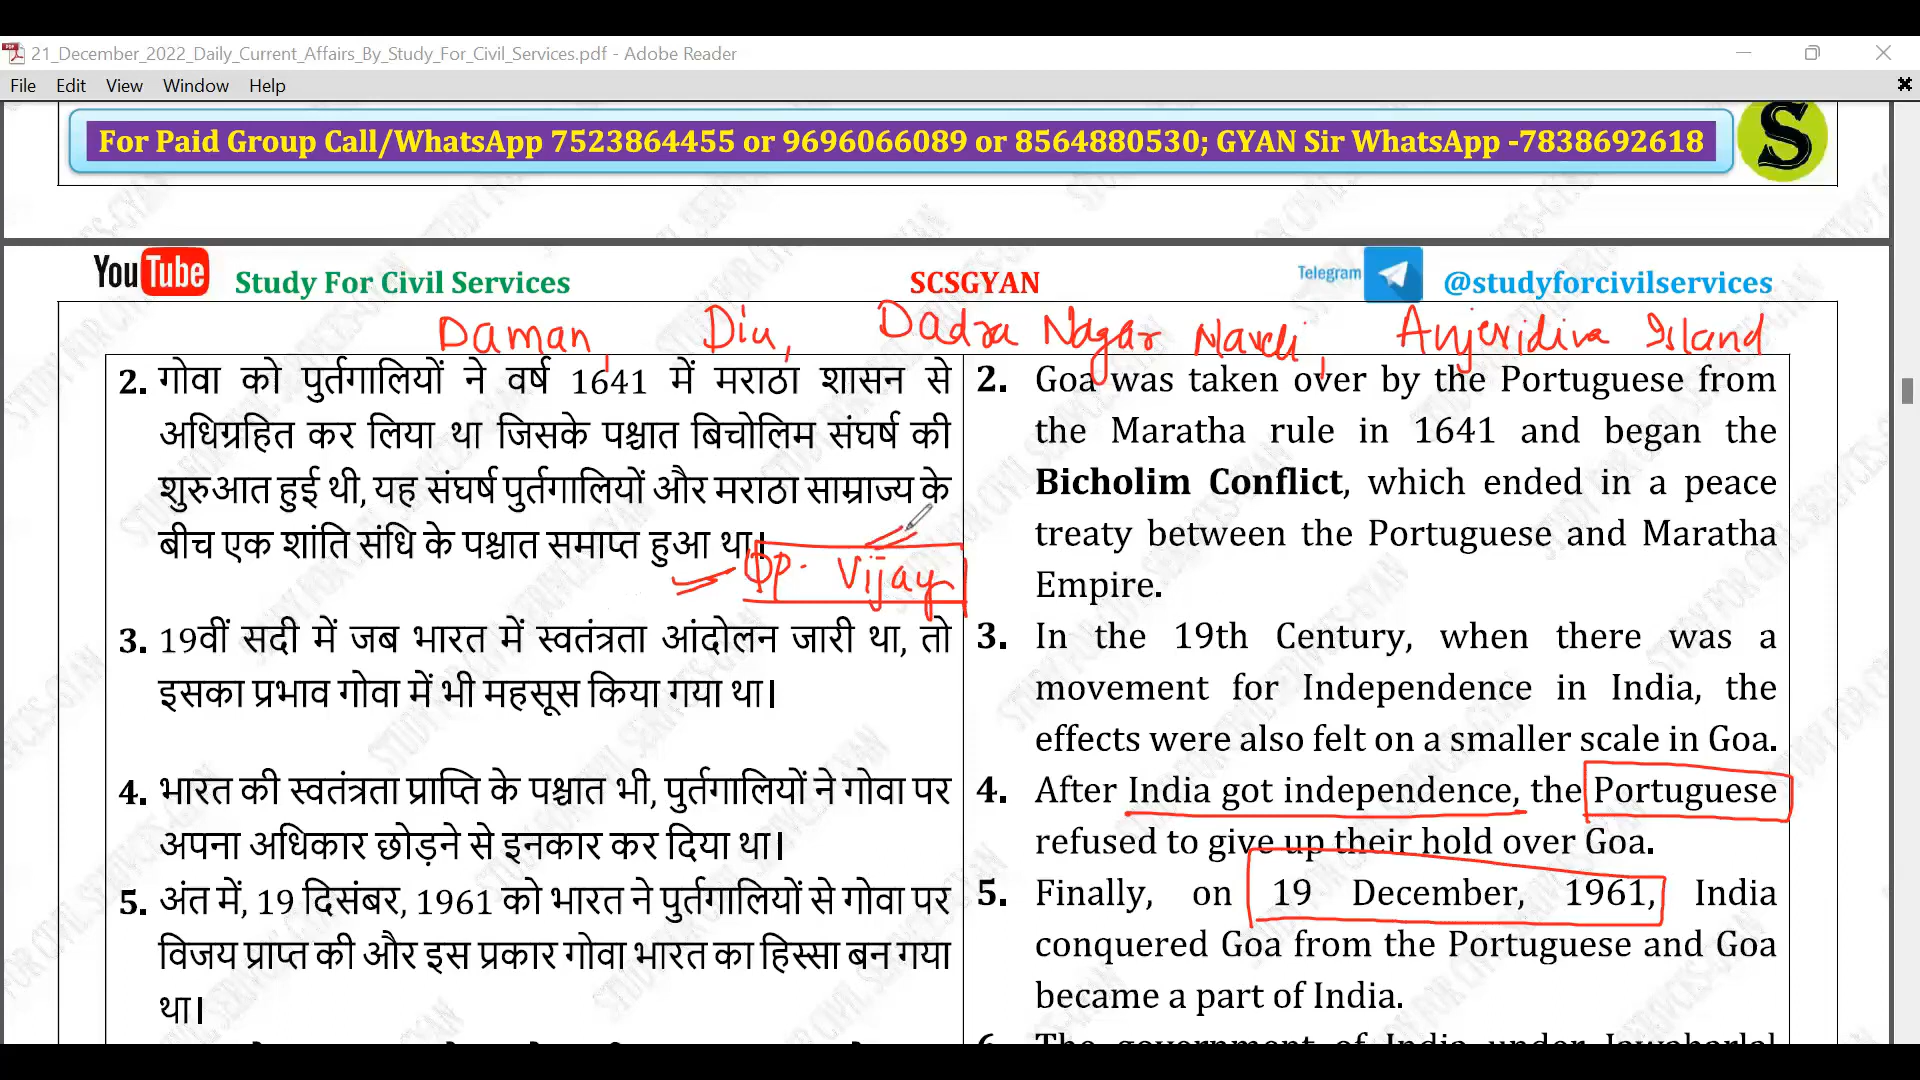 21_December_2022_Daily_Current_Affairs_By_Study_For_Civil_Services.pdf - Adobe Reader
File Edit View Window Help
For Paid Group Call/WhatsApp 7523864455 or 9696066089 or 8564880530; GYAN Sir WhatsApp -7838692618
S
YouTube Study For Civil Services SCSGYAN Telegram @studyforcivilservices
Daman, Diu, Dadra Nagar Haveli, Anjeridiva Island
2. गोवा को पुर्तगालियों ने वर्ष 1641 में मराठा शासन से
अधिग्रहित कर लिया था जिसके पश्चात बिचोलिम संघर्ष की
शुरुआत हुई थी, यह संघर्ष पुर्तगालियों और मराठा साम्राज्य के
बीच एक शांति संधि के पश्चात समाप्त हुआ था।
Op. Vijay
3. 19वीं सदी में जब भारत में स्वतंत्रता आंदोलन जारी था, तो
इसका प्रभाव गोवा में भी महसूस किया गया था।
4. भारत की स्वतंत्रता प्राप्ति के पश्चात भी, पुर्तगालियों ने गोवा पर
अपना अधिकार छोड़ने से इनकार कर दिया था।
5. अंत में, 19 दिसंबर, 1961 को भारत ने पुर्तगालियों से गोवा पर
विजय प्राप्त की और इस प्रकार गोवा भारत का हिस्सा बन गया
था।
2. Goa was taken over by the Portuguese from
the Maratha rule in 1641 and began the
Bicholim Conflict, which ended in a peace
treaty between the Portuguese and Maratha
Empire.
3. In the 19th Century, when there was a
movement for Independence in India, the
effects were also felt on a smaller scale in Goa.
4. After India got independence, the Portuguese
refused to give up their hold over Goa.
5. Finally, on 19 December, 1961, India
conquered Goa from the Portuguese and Goa
became a part of India.
6. The government of India under Jawaharlal